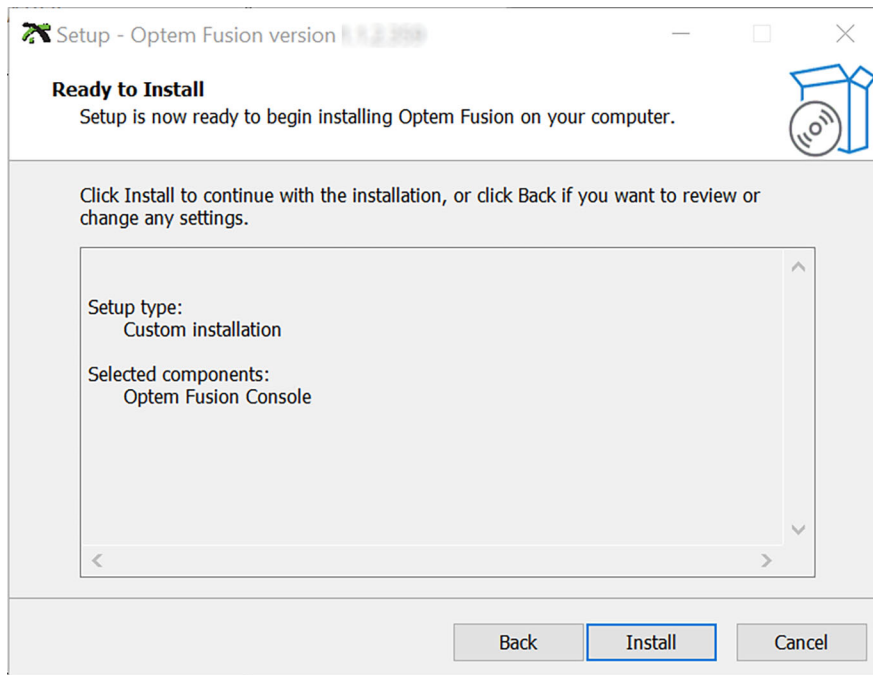 Setup - Optem Fusion version
Ready to Install
Setup is now ready to begin installing Optem Fusion on your computer.
Click Install to continue with the installation, or click Back if you want to review or
change any settings.
Setup type:
Custom installation
Selected components:
Optem Fusion Console
Back
Install
Cancel